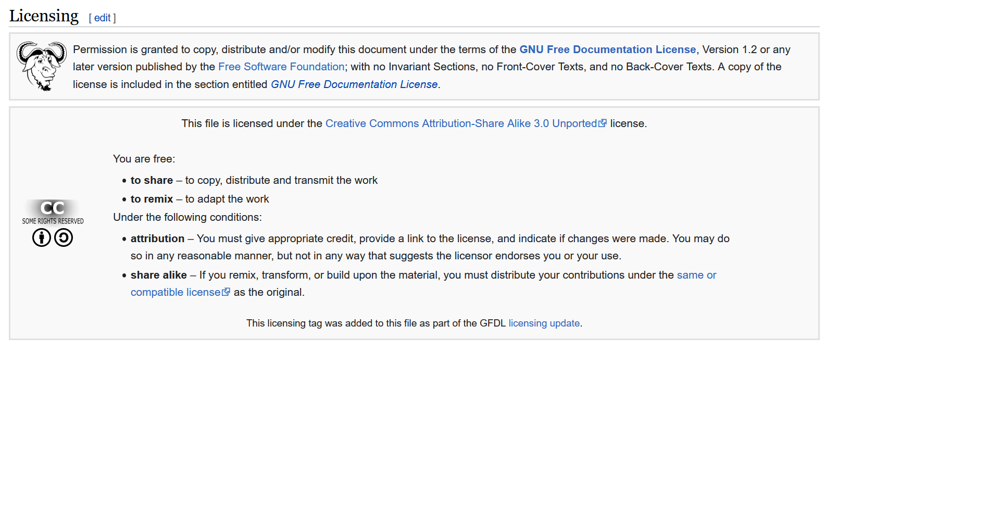 Licensing [ edit ]
Permission is granted to copy, distribute and/or modify this document under the terms of the GNU Free Documentation License, Version 1.2 or any
later version published by the Free Software Foundation; with no Invariant Sections, no Front-Cover Texts, and no Back-Cover Texts. A copy of the
license is included in the section entitled GNU Free Documentation License.
This file is licensed under the Creative Commons Attribution-Share Alike 3.0 Unported license.
CC
SOME RIGHTS RESERVED
You are free:
• to share – to copy, distribute and transmit the work
• to remix – to adapt the work
Under the following conditions:
• attribution – You must give appropriate credit, provide a link to the license, and indicate if changes were made. You may do
so in any reasonable manner, but not in any way that suggests the licensor endorses you or your use.
• share alike – If you remix, transform, or build upon the material, you must distribute your contributions under the same or
compatible license as the original.
This licensing tag was added to this file as part of the GFDL licensing update.